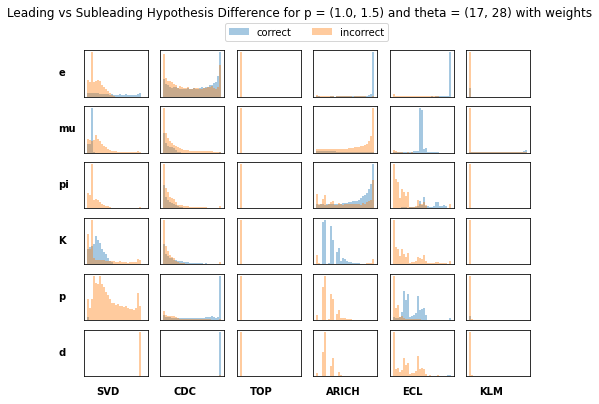 Leading vs Subleading Hypothesis Difference for p = (1.0, 1.5) and theta = (17, 28) with weights
correct incorrect
e
mu
pi
K
p
d
SVD CDC TOP ARICH ECL KLM